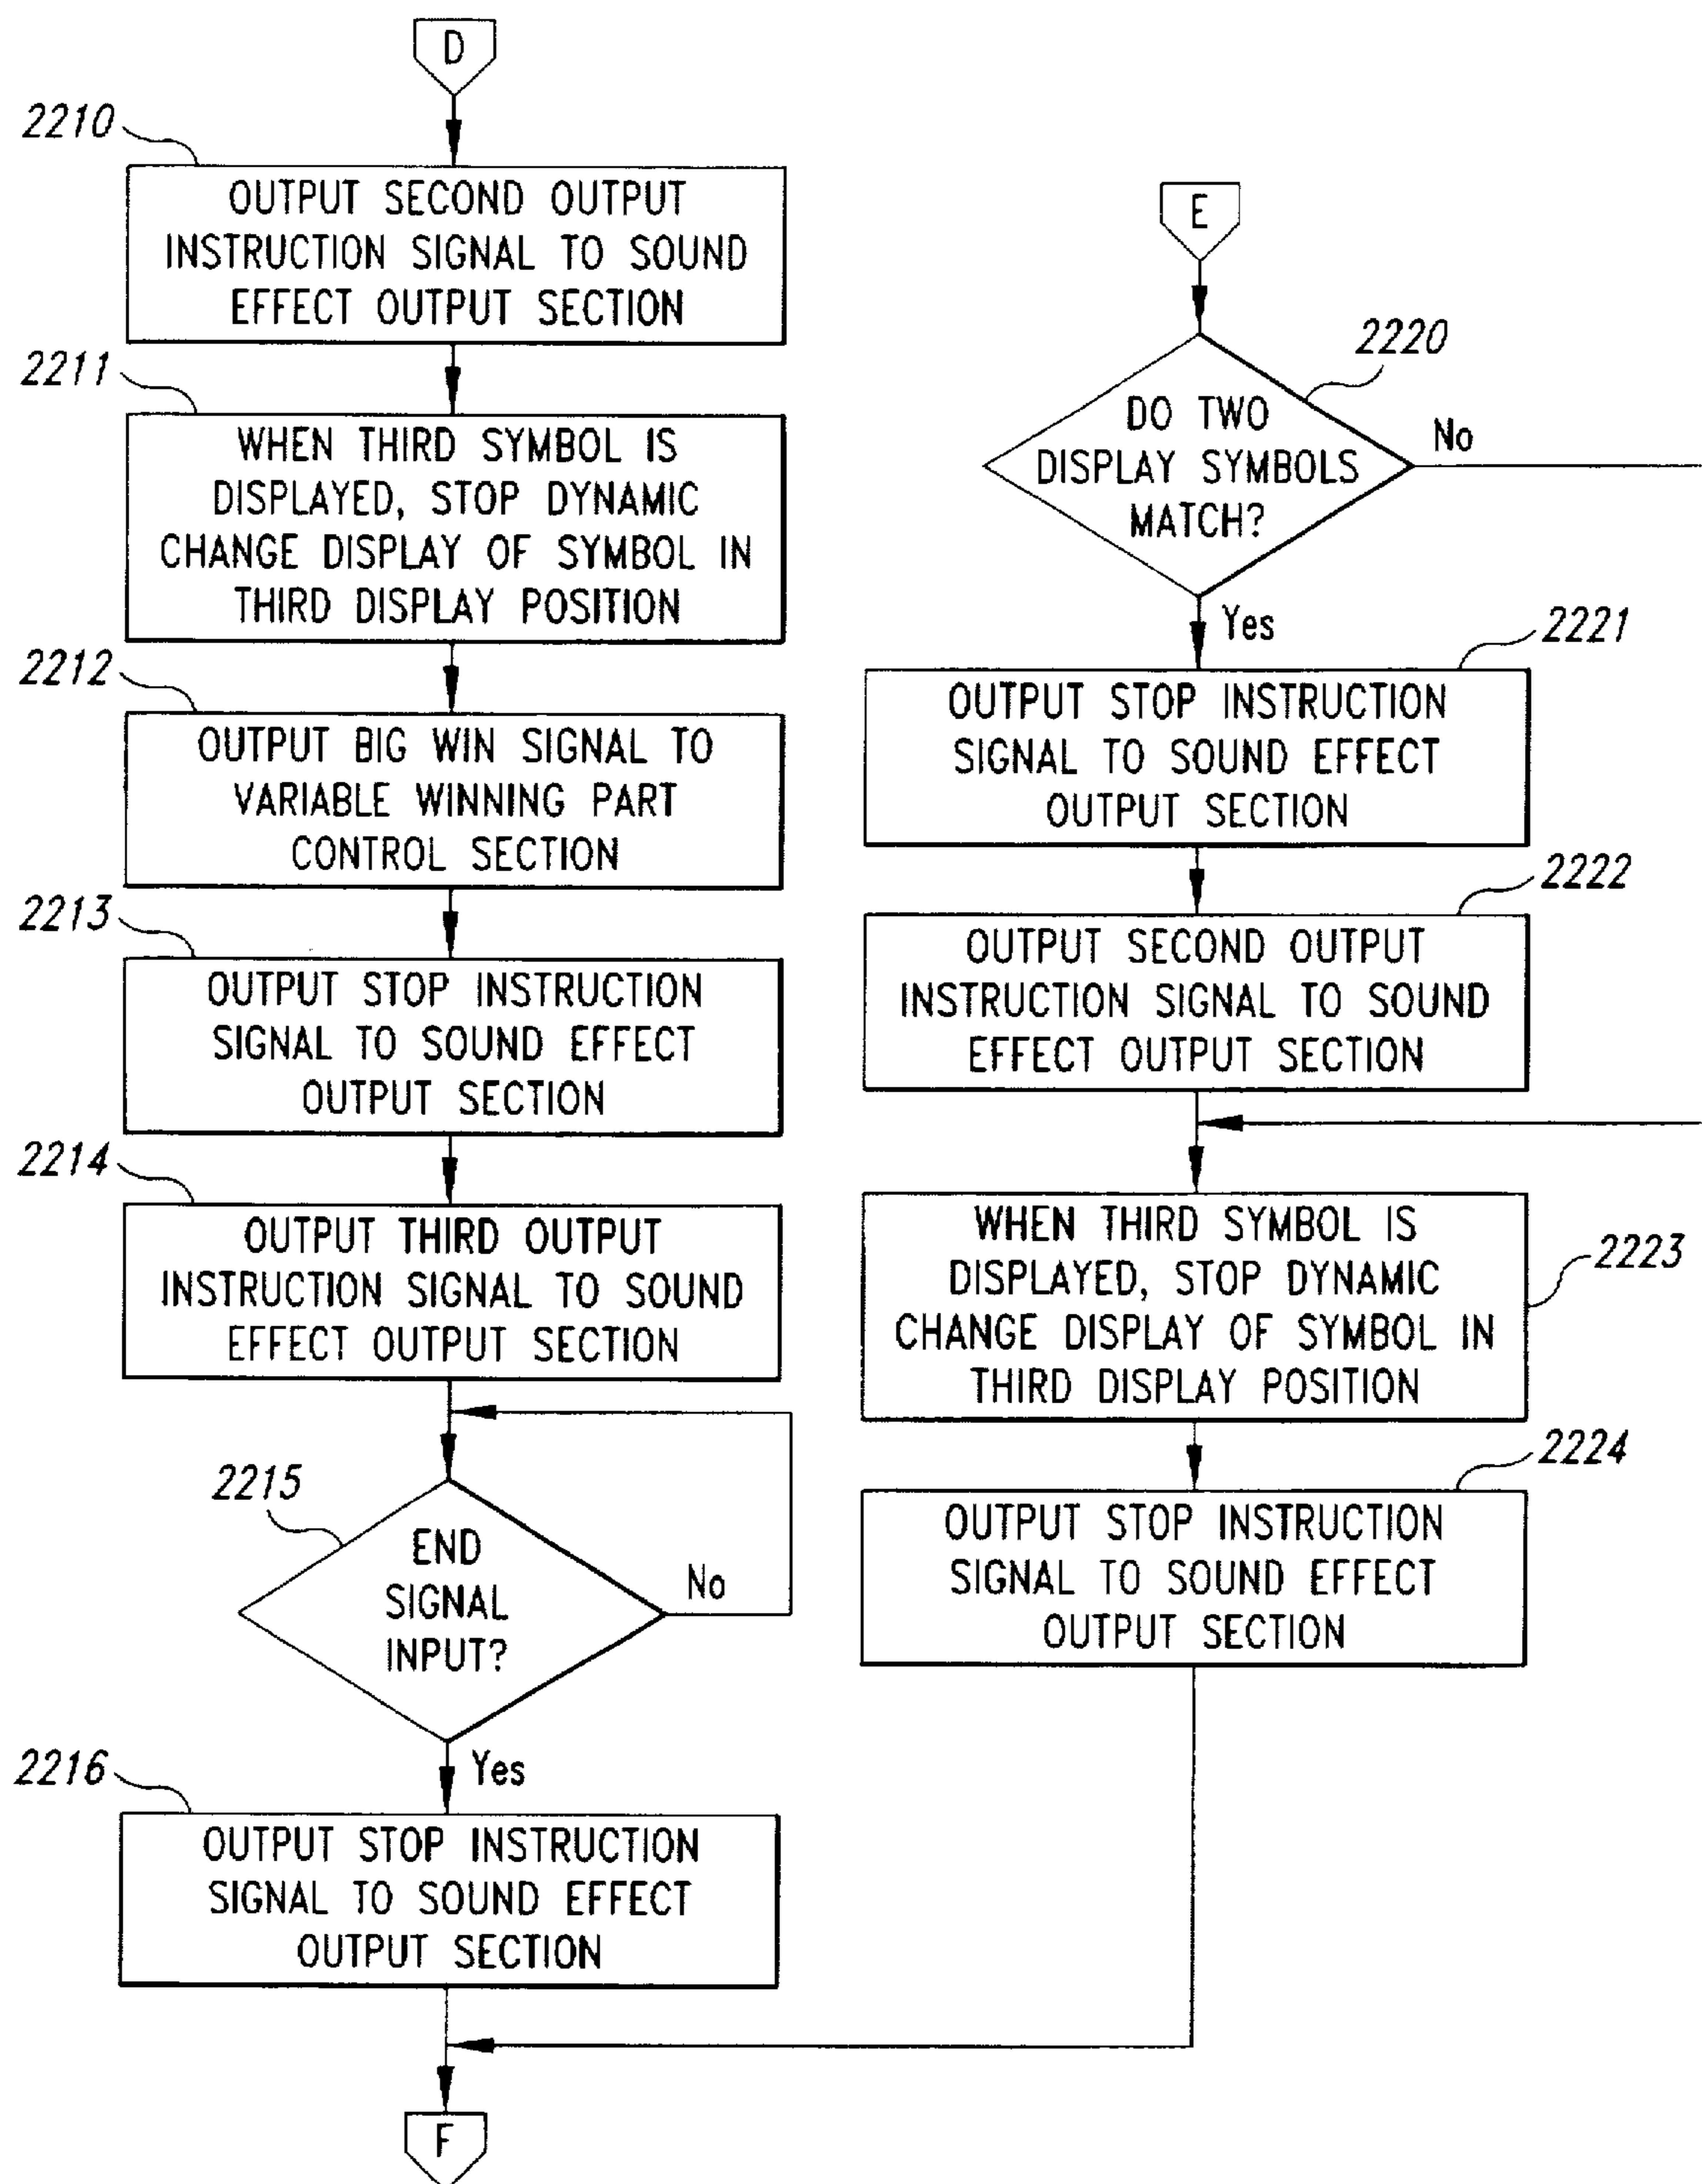 D
2210
OUTPUT SECOND OUTPUT
INSTRUCTION SIGNAL TO SOUND
EFFECT OUTPUT SECTION
2211
WHEN THIRD SYMBOL IS
DISPLAYED, STOP DYNAMIC
CHANGE DISPLAY OF SYMBOL IN
THIRD DISPLAY POSITION
2212
OUTPUT BIG WIN SIGNAL TO
VARIABLE WINNING PART
CONTROL SECTION
2213
OUTPUT STOP INSTRUCTION
SIGNAL TO SOUND EFFECT
OUTPUT SECTION
2214
OUTPUT THIRD OUTPUT
INSTRUCTION SIGNAL TO SOUND
EFFECT OUTPUT SECTION
2215
END
SIGNAL
INPUT?
No
Yes
2216
OUTPUT STOP INSTRUCTION
SIGNAL TO SOUND EFFECT
OUTPUT SECTION
F
E
2220
DO TWO
DISPLAY SYMBOLS
MATCH?
No
Yes
2221
OUTPUT STOP INSTRUCTION
SIGNAL TO SOUND EFFECT
OUTPUT SECTION
2222
OUTPUT SECOND OUTPUT
INSTRUCTION SIGNAL TO SOUND
EFFECT OUTPUT SECTION
2223
WHEN THIRD SYMBOL IS
DISPLAYED, STOP DYNAMIC
CHANGE DISPLAY OF SYMBOL IN
THIRD DISPLAY POSITION
2224
OUTPUT STOP INSTRUCTION
SIGNAL TO SOUND EFFECT
OUTPUT SECTION